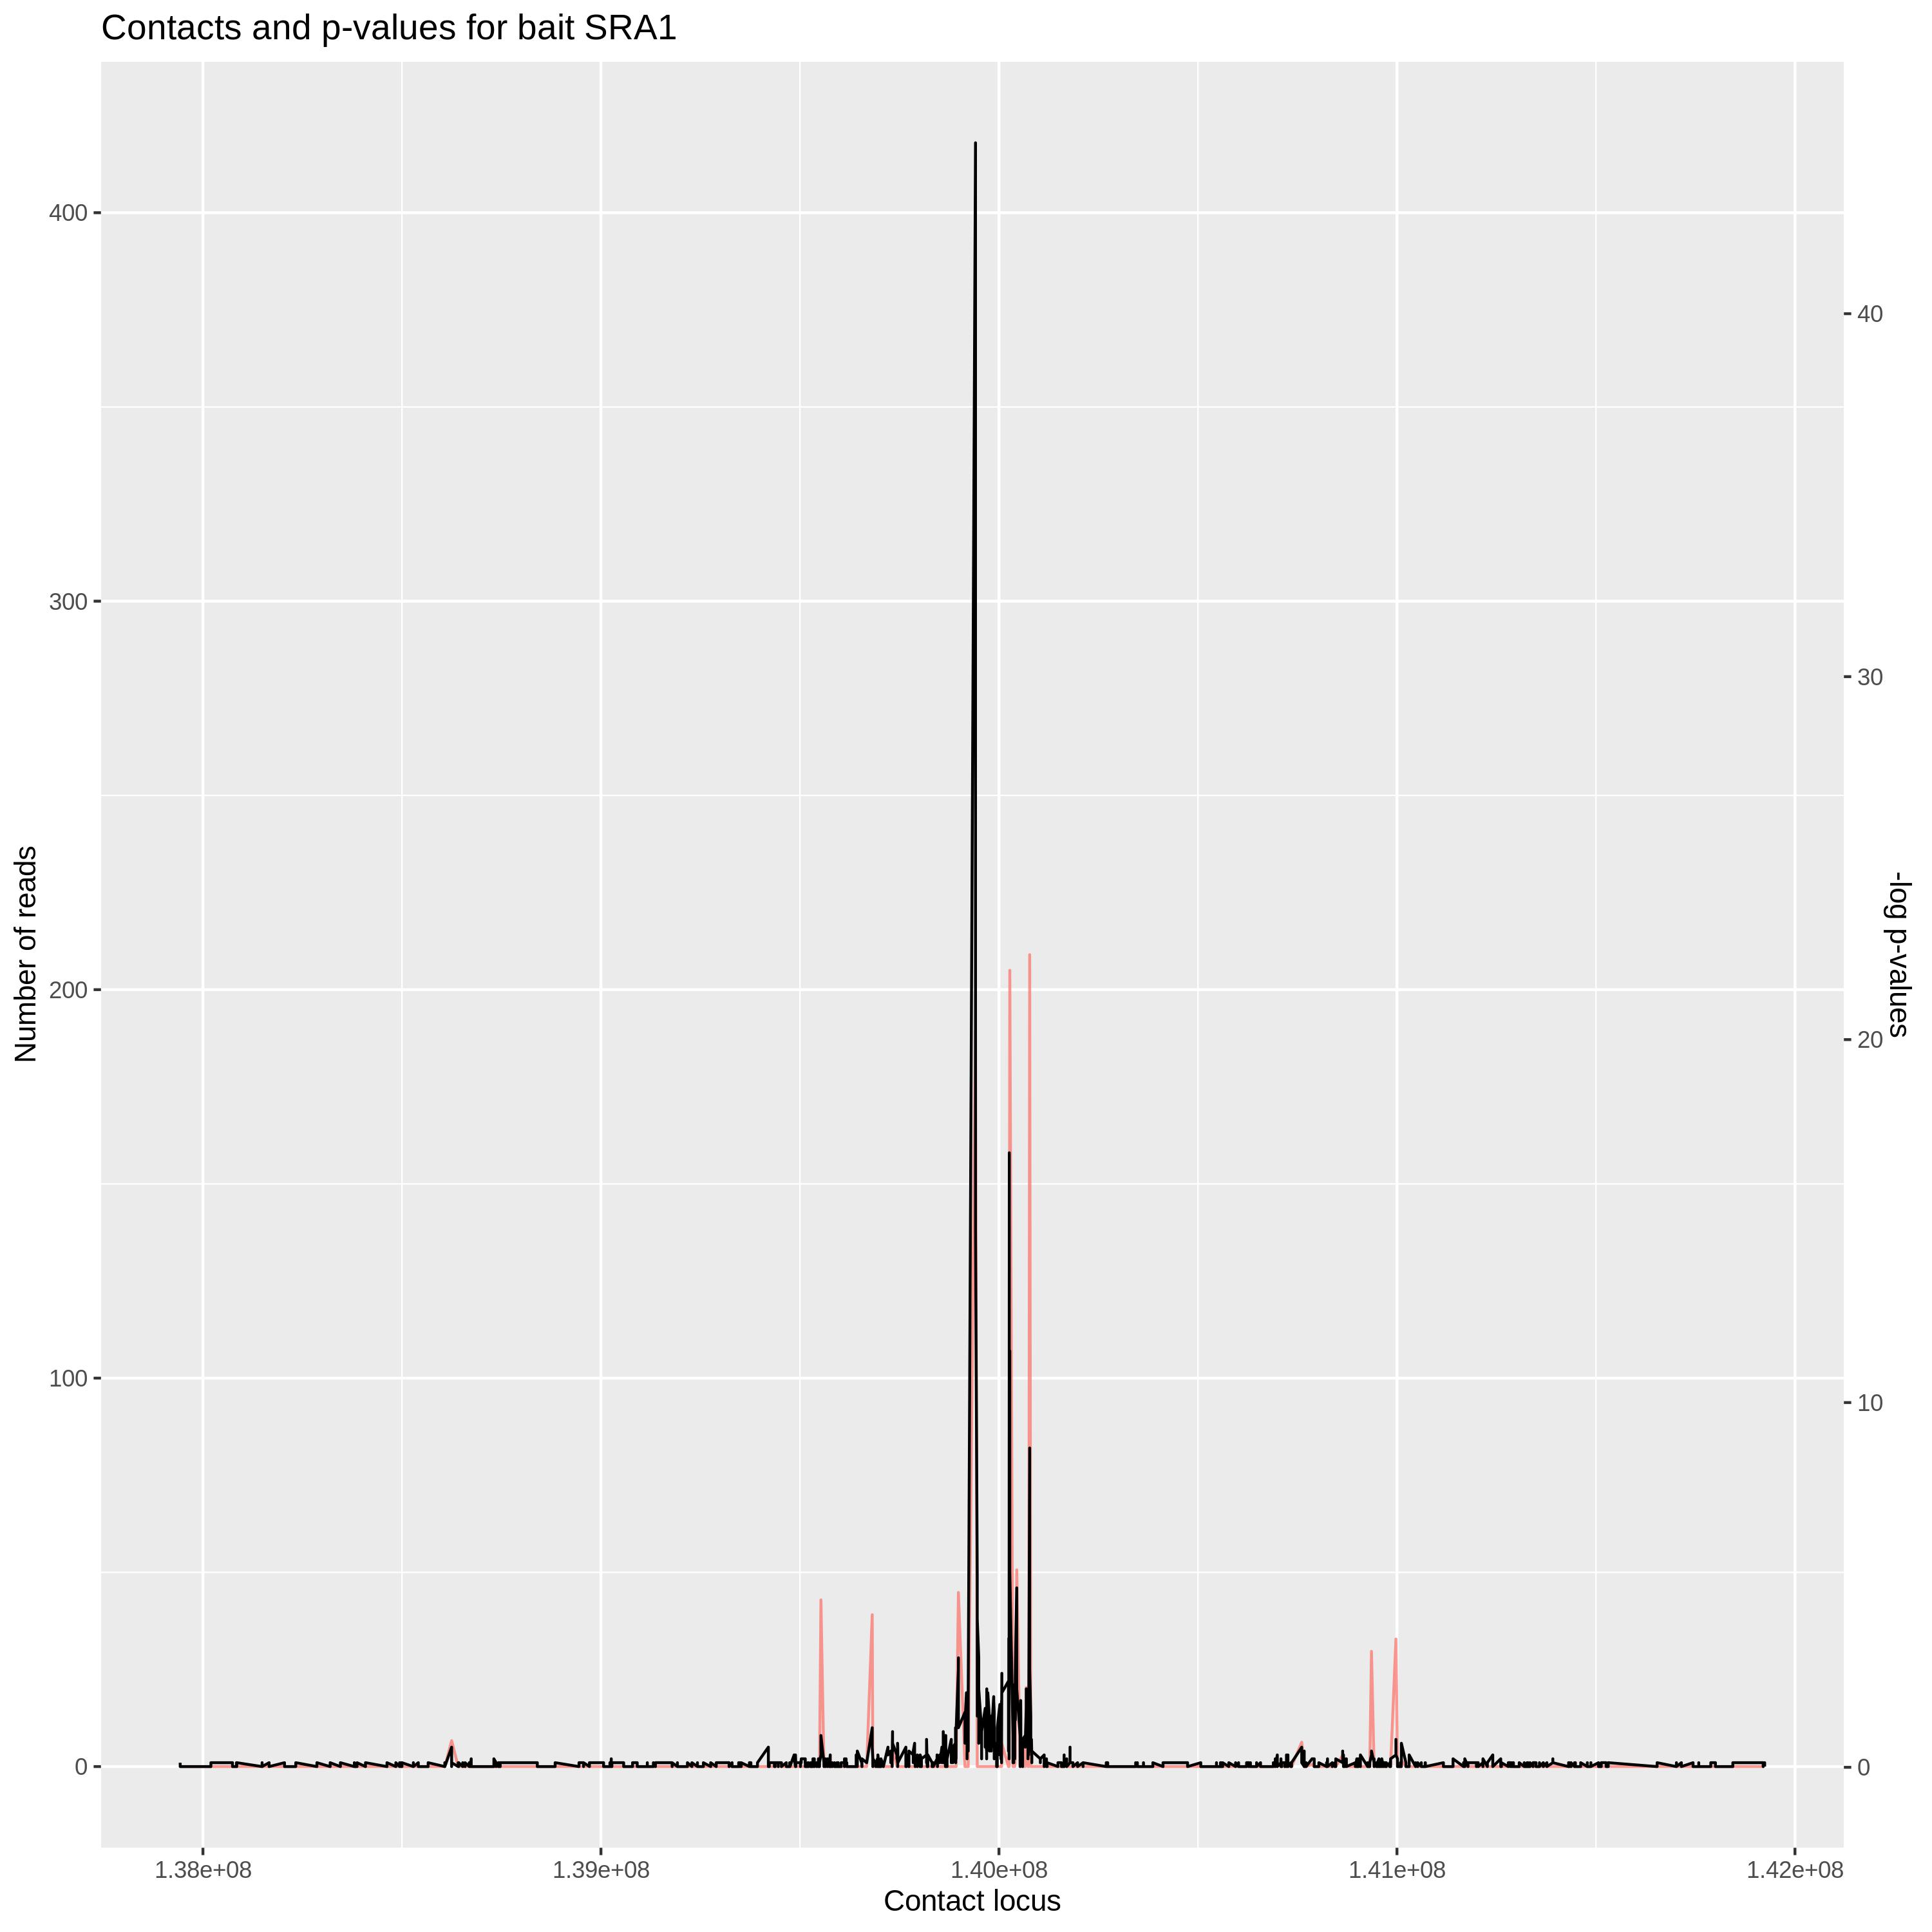 Contacts and p-values for bait SRA1
400
300
200
100
0
Number of reads
40
30
20
10
0
-log p-values
1.38e+08
1.39e+08
1.40e+08
1.41e+08
1.42e+08
Contact locus